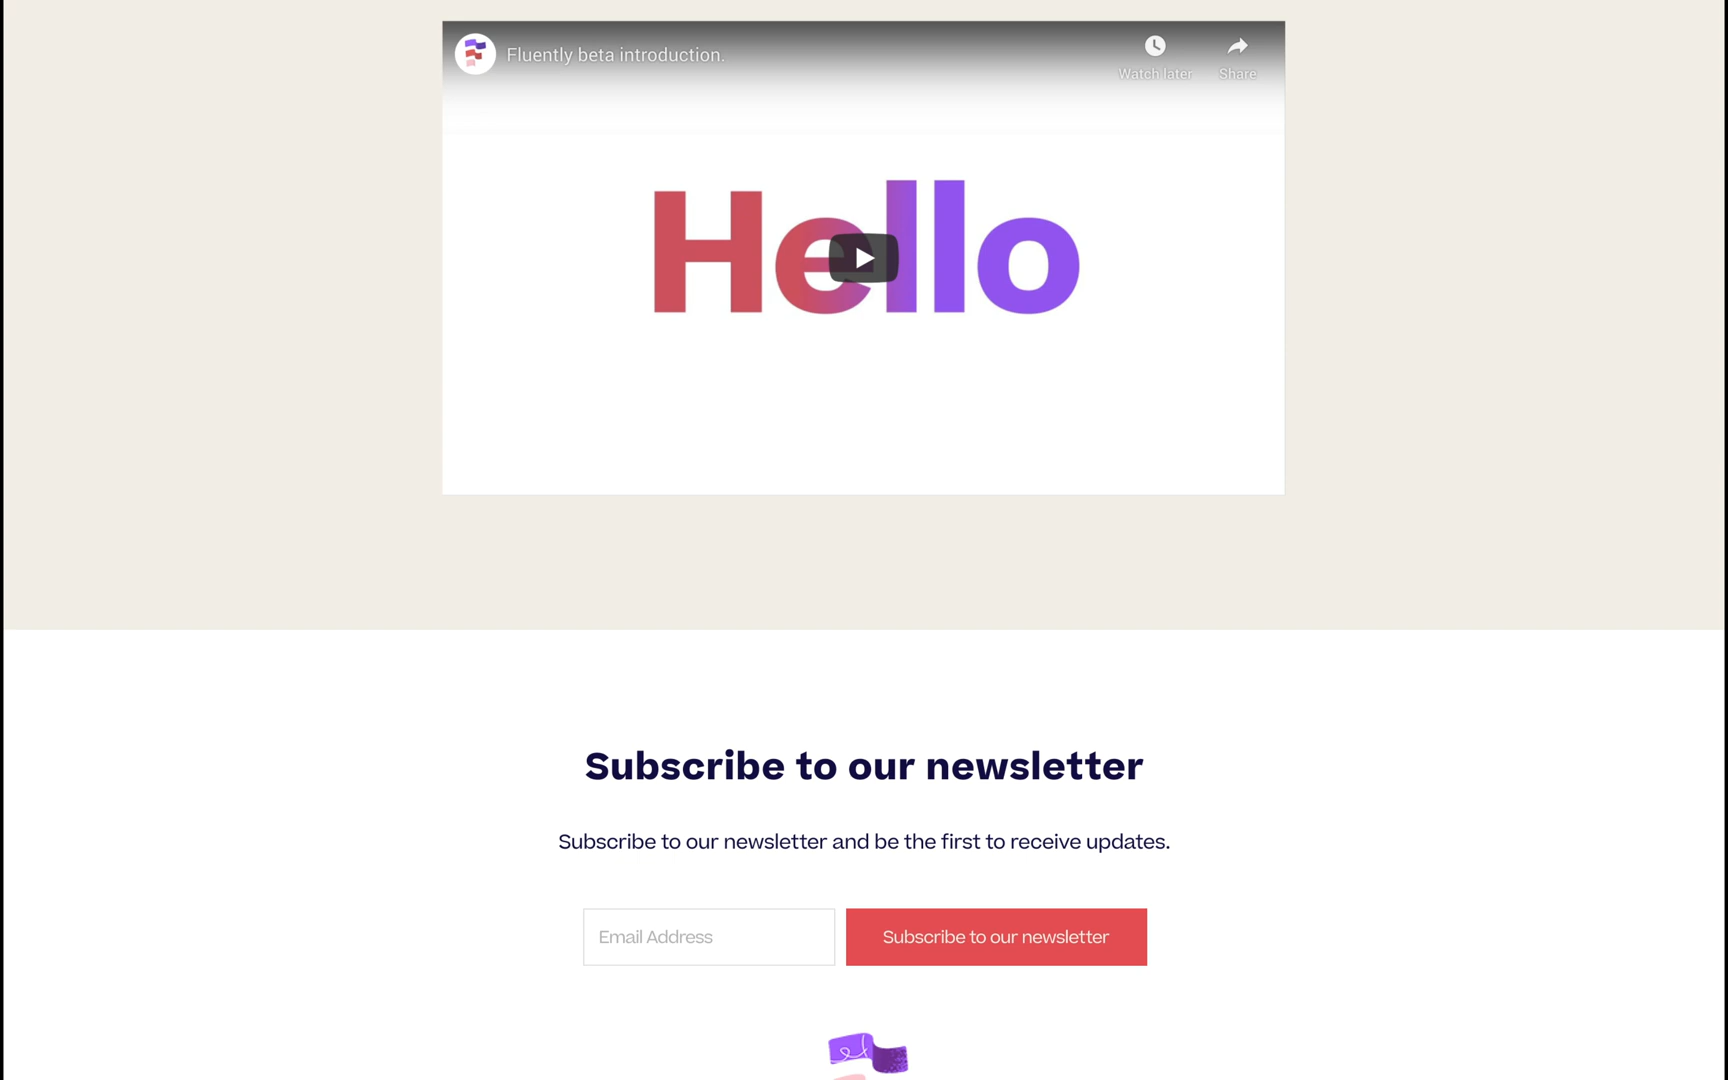 Fluently beta introduction.
Watch later
Share
Hello
Subscribe to our newsletter
Subscribe to our newsletter and be the first to receive updates.
Email Address
Subscribe to our newsletter